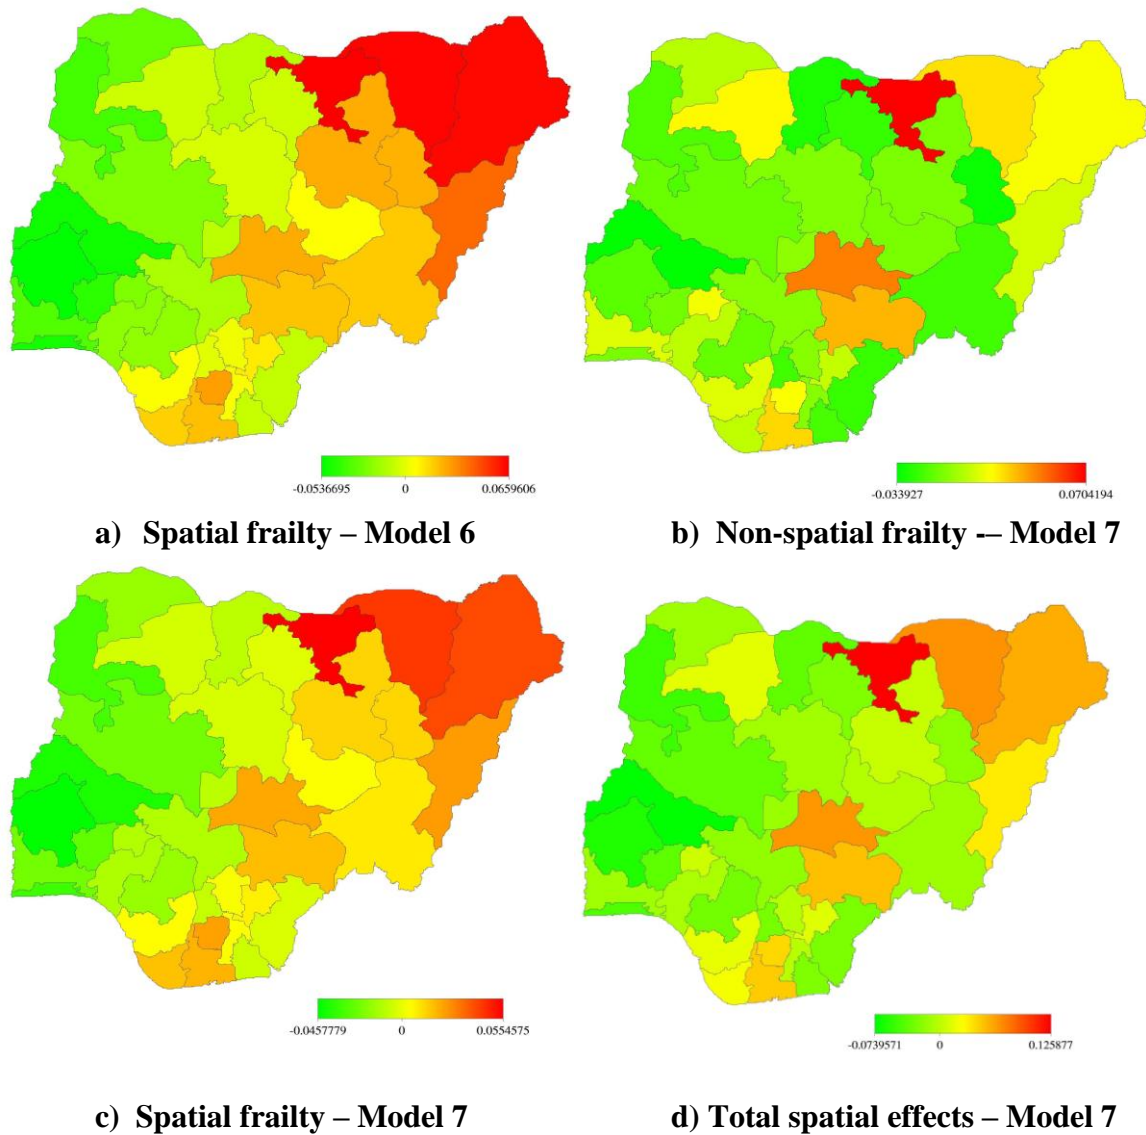 -0.0536695 0 0.0659606
-0.033927 0.0704194
a) Spatial frailty – Model 6
b) Non-spatial frailty -– Model 7
-0.0457779 0 0.0554575
-0.0739571 0 0.125877
c) Spatial frailty – Model 7
d) Total spatial effects – Model 7